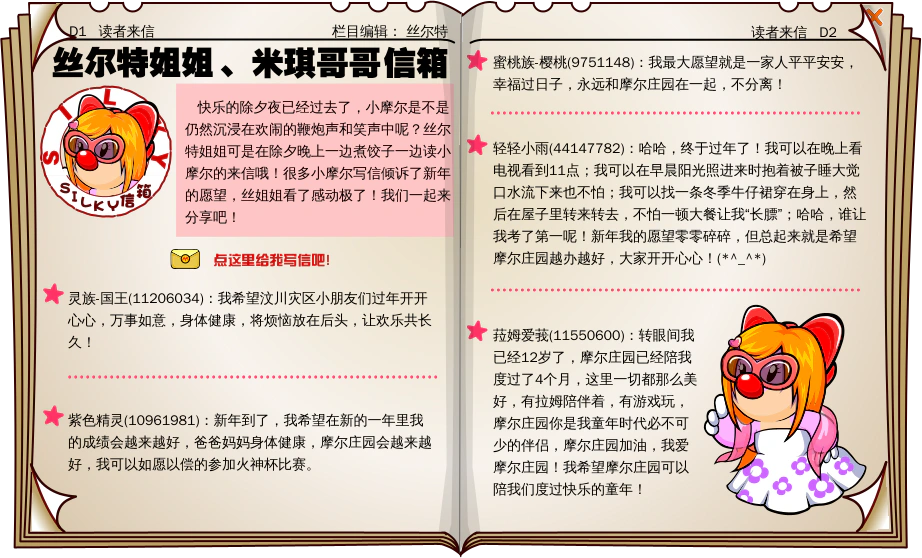 D1 读者来信
栏目编辑：丝尔特
丝尔特姐姐、米琪哥哥信箱
SILKY
SILKY信箱
快乐的除夕夜已经过去了，小摩尔是不是
仍然沉浸在欢闹的鞭炮声和笑声中呢？丝尔
特姐姐可是在除夕晚上一边煮饺子一边读小
摩尔的来信哦！很多小摩尔写信倾诉了新年
的愿望，丝姐姐看了感动极了！我们一起来
分享吧！
点这里给我写信吧！
灵族-国王(11206034)：我希望汶川灾区小朋友们过年开开
心心，万事如意，身体健康，将烦恼放在后头，让欢乐共长
久！
紫色精灵(10961981)：新年到了，我希望在新的一年里我
的成绩会越来越好，爸爸妈妈身体健康，摩尔庄园会越来越
好，我可以如愿以偿的参加火神杯比赛。
读者来信 D2
蜜桃族-樱桃(9751148)：我最大愿望就是一家人平平安安，
幸福过日子，永远和摩尔庄园在一起，不分离！
轻轻小雨(44147782)：哈哈，终于过年了！我可以在晚上看
电视看到11点；我可以在早晨阳光照进来时抱着被子睡大觉
口水流下来也不怕；我可以找一条冬季牛仔裙穿在身上，然
后在屋子里转来转去，不怕一顿大餐让我“长膘”；哈哈，谁让
我考了第一呢！新年我的愿望零零碎碎，但总起来就是希望
摩尔庄园越办越好，大家开开心心！(*^_^*)
菈姆爱莪(11550600)：转眼间我
已经12岁了，摩尔庄园已经陪我
度过了4个月，这里一切都那么美
好，有拉姆陪伴着，有游戏玩，
摩尔庄园你是我童年时代必不可
少的伴侣，摩尔庄园加油，我爱
摩尔庄园！我希望摩尔庄园可以
陪我们度过快乐的童年！